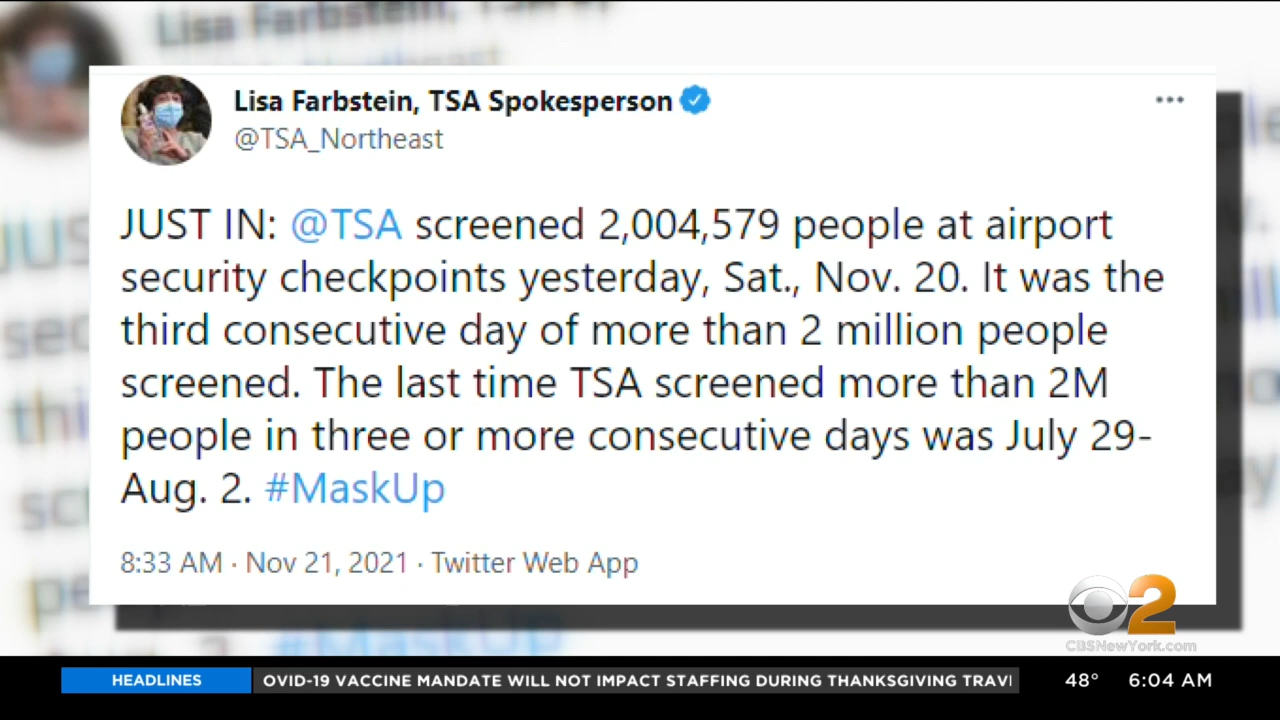 Lisa Farbstein, TSA Spokesperson
@TSA_Northeast
JUST IN: @TSA screened 2,004,579 people at airport
security checkpoints yesterday, Sat., Nov. 20. It was the
third consecutive day of more than 2 million people
screened. The last time TSA screened more than 2M
people in three or more consecutive days was July 29-
Aug. 2. #MaskUp
8:33 AM · Nov 21, 2021 · Twitter Web App
2
CBSNewYork.com
HEADLINES
OVID-19 VACCINE MANDATE WILL NOT IMPACT STAFFING DURING THANKSGIVING TRAV
48° 6:04 AM